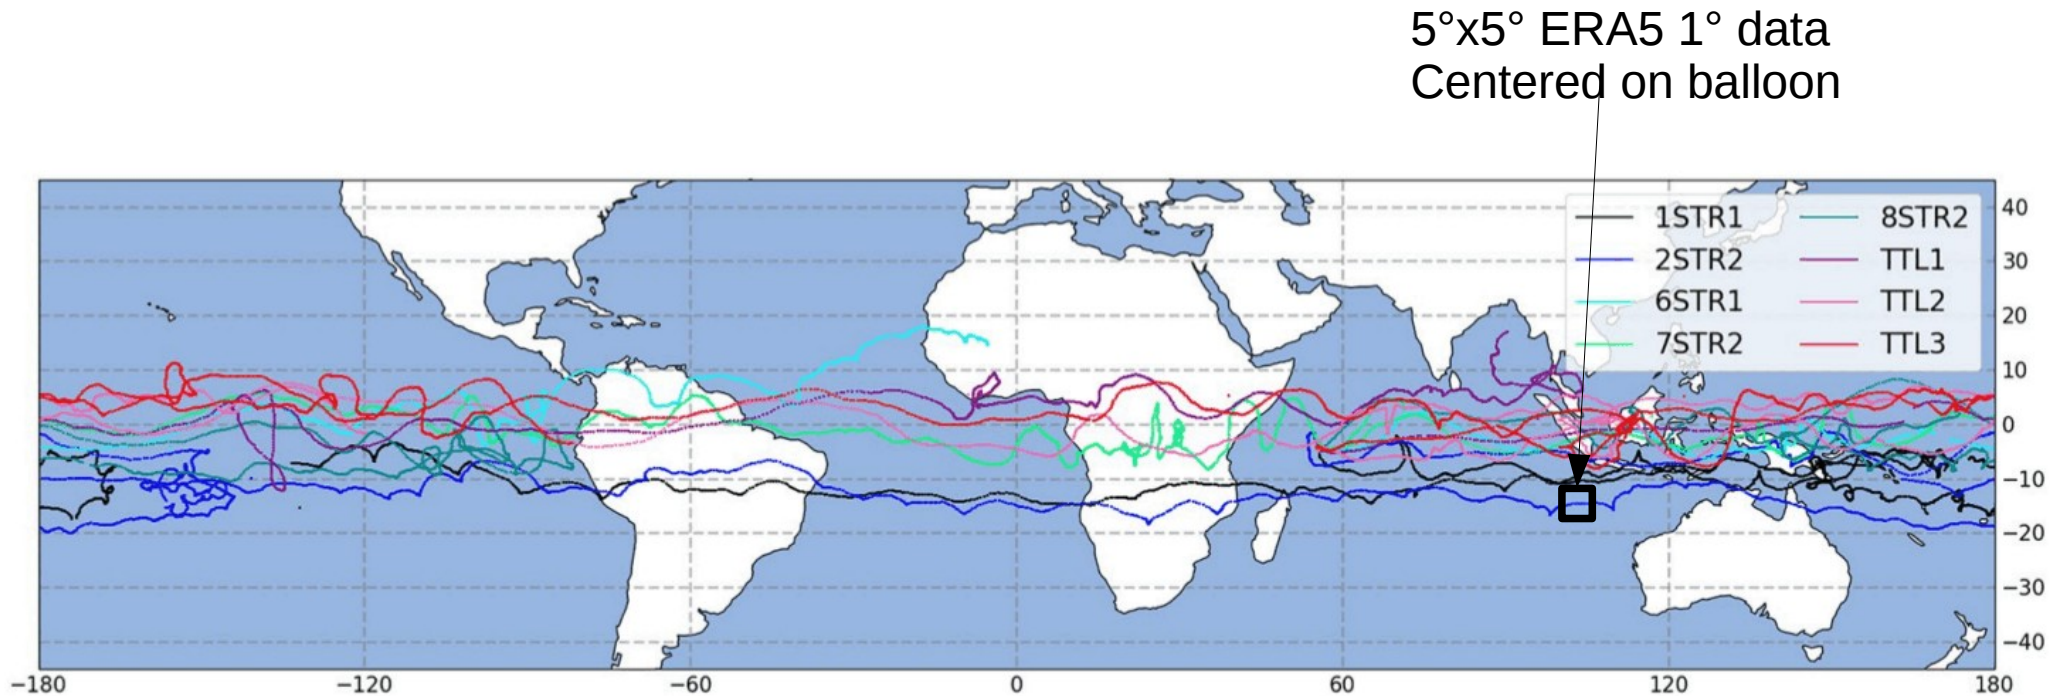 5°x5° ERA5 1° data
Centered on balloon
1STR1 8STR2
2STR2 TTL1
6STR1 TTL2
7STR2 TTL3
40
30
20
10
0
−10
−20
−30
−40
−180 −120 −60 0 60 120 180